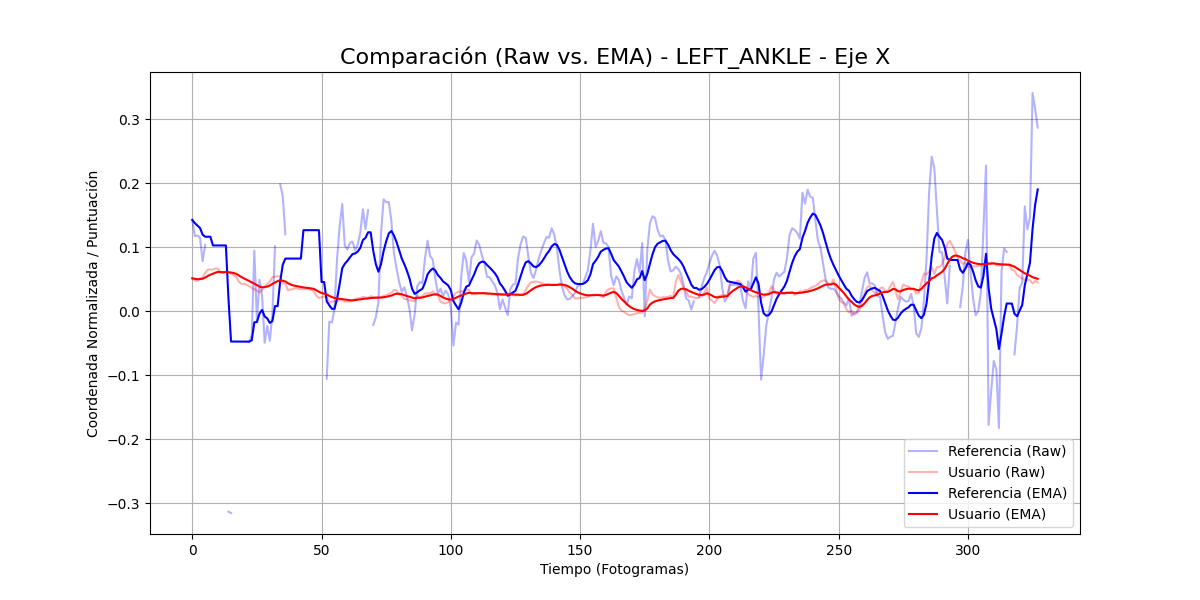 Comparación (Raw vs. EMA) - LEFT_ANKLE - Eje X
Coordenada Normalizada / Puntuación
0.3
0.2
0.1
0.0
−0.1
−0.2
−0.3
0 50 100 150 200 250 300
Tiempo (Fotogramas)
Referencia (Raw)
Usuario (Raw)
Referencia (EMA)
Usuario (EMA)